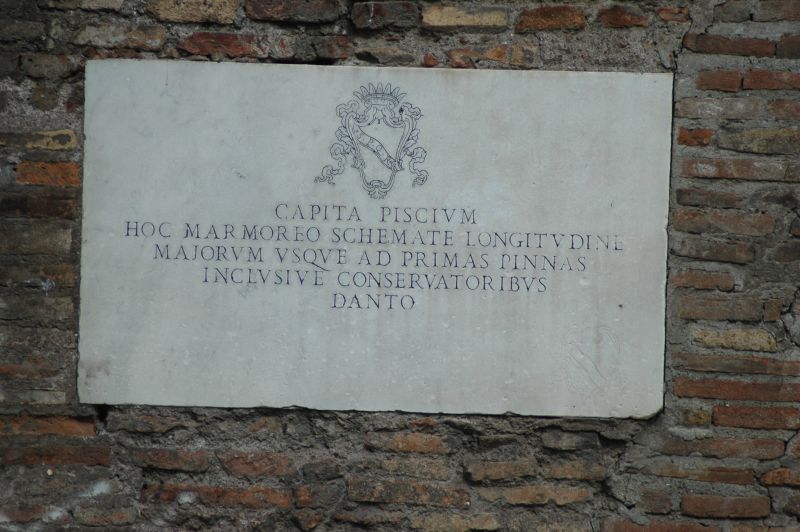 CAPITA PISCIVM
HOC MARMOREO SCHEMATE LONGITVDINE
MAJORVM VSQVE AD PRIMAS PINNAS
INCLVSIVE CONSERVATORIBVS
DANTO